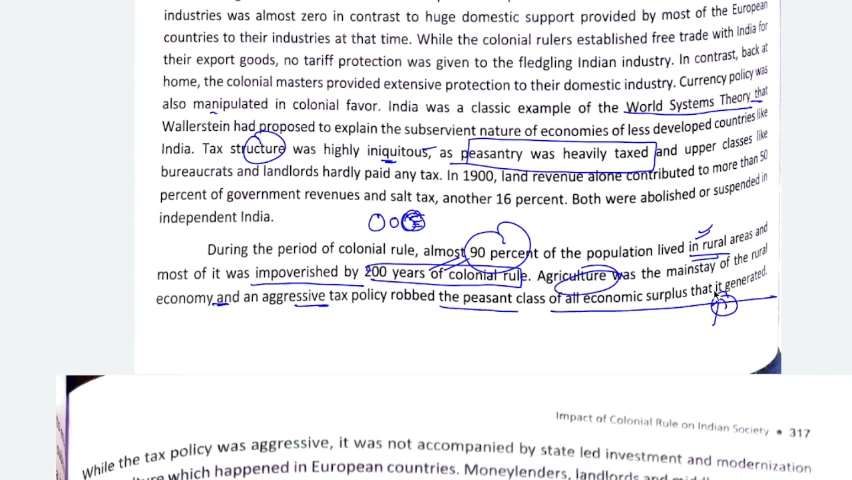 industries was almost zero in contrast to huge domestic support provided by most of the European
countries to their industries at that time. While the colonial rulers established free trade with India for
their export goods, no tariff protection was given to the fledgling Indian industry. In contrast, back at
home, the colonial masters provided extensive protection to their domestic industry. Currency policy was
also manipulated in colonial favor. India was a classic example of the World Systems Theory that
Wallerstein had proposed to explain the subservient nature of economies of less developed countries like
India. Tax structure was highly iniquitous, as peasantry was heavily taxed and upper classes like
bureaucrats and landlords hardly paid any tax. In 1900, land revenue alone contributed to more than 50
percent of government revenues and salt tax, another 16 percent. Both were abolished or suspended in
independent India.
During the period of colonial rule, almost 90 percent of the population lived in rural areas and
most of it was impoverished by 200 years of colonial rule. Agriculture was the mainstay of the rural
economy and an aggressive tax policy robbed the peasant class of all economic surplus that it generated.
Impact of Colonial Rule on Indian Society • 317
While the tax policy was aggressive, it was not accompanied by state led investment and modernization
which happened in European countries. Moneylenders, landlords and